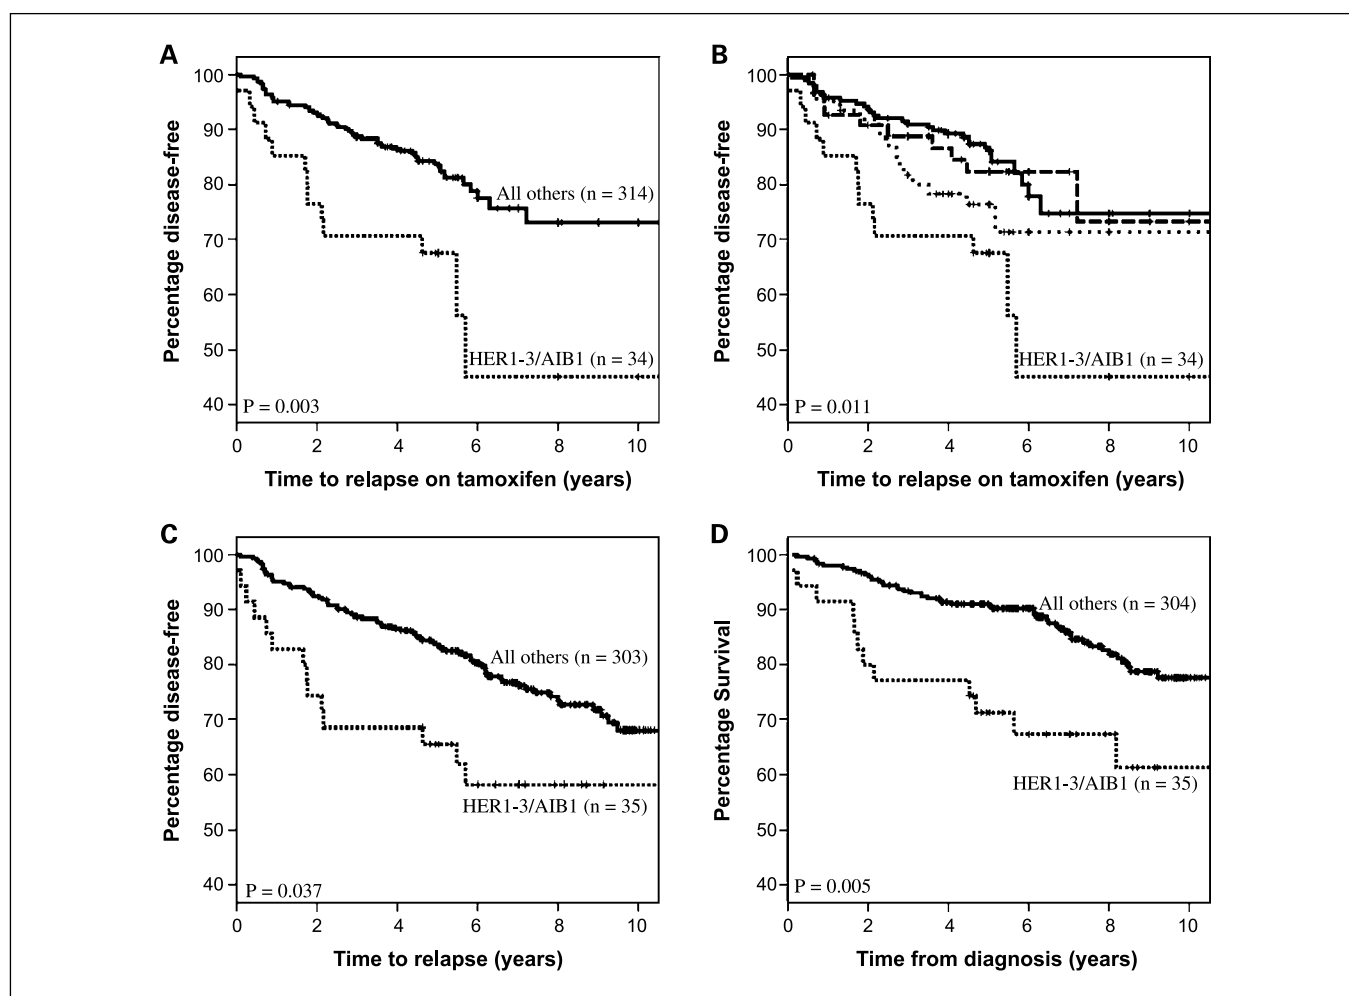 A
Percentage disease-free
100
90
80
70
60
50
40
All others (n = 314)
HER1-3/AIB1 (n = 34)
P = 0.003
0 2 4 6 8 10
Time to relapse on tamoxifen (years)
B
Percentage disease-free
100
90
80
70
60
50
40
HER1-3/AIB1 (n = 34)
P = 0.011
0 2 4 6 8 10
Time to relapse on tamoxifen (years)
C
Percentage disease-free
100
90
80
70
60
50
40
All others (n = 303)
HER1-3/AIB1 (n = 35)
P = 0.037
0 2 4 6 8 10
Time to relapse (years)
D
Percentage Survival
100
90
80
70
60
50
40
All others (n = 304)
HER1-3/AIB1 (n = 35)
P = 0.005
0 2 4 6 8 10
Time from diagnosis (years)